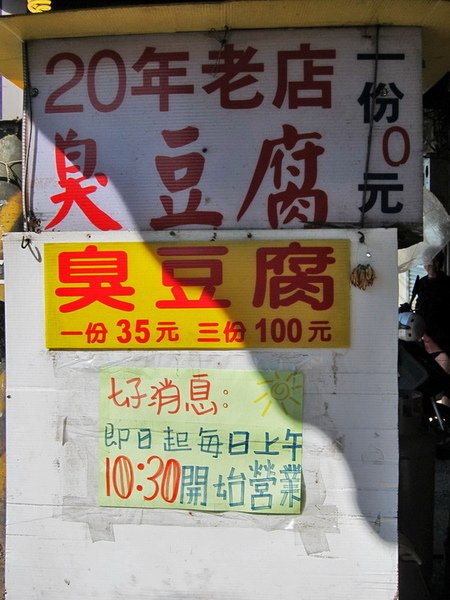 20年老店
臭豆腐
一份
0元
臭豆腐
一份35元 三份100元
好消息:
即日起每日上午
10:30開始營業